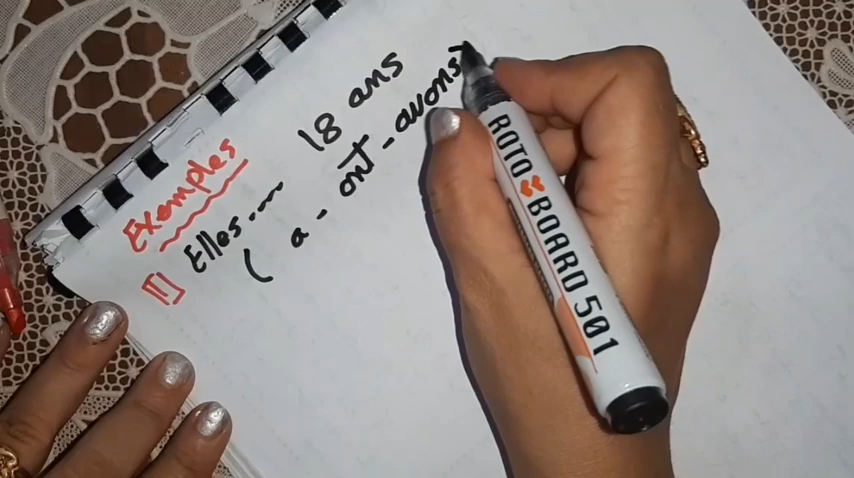 Exemples
1) Elles.... 18 ans
( a - ont - avons)
ROTO BOARD 501